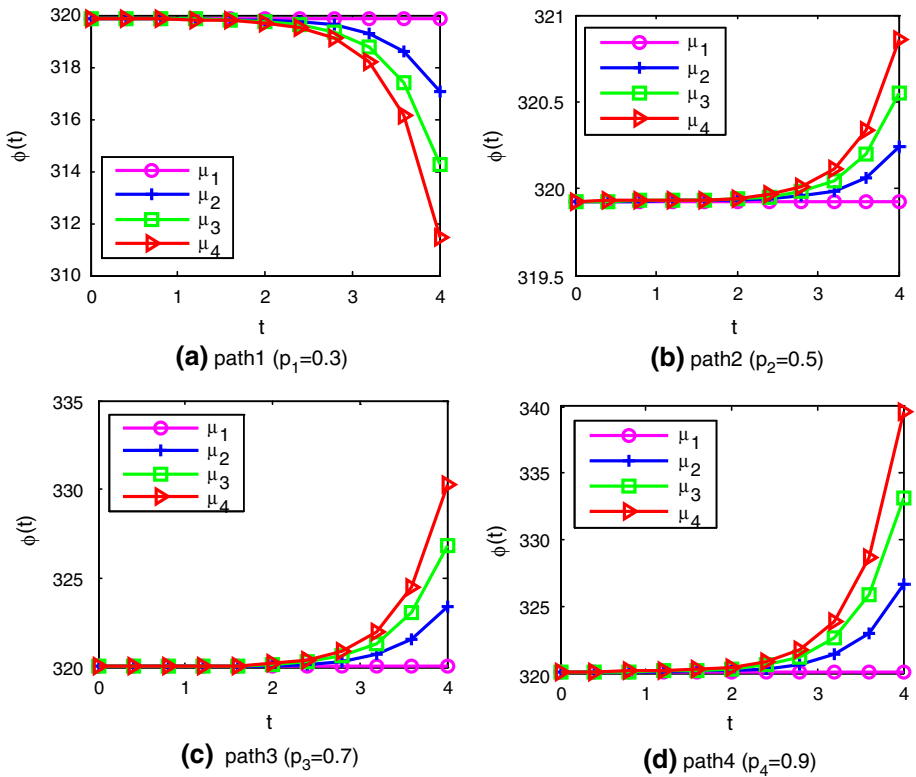 320
318
316
314
312
310
ϕ(t)
μ1
μ2
μ3
μ4
0 1 2 3 4
t
(a) path1 (p1=0.3)
321
320.5
320
319.5
ϕ(t)
μ1
μ2
μ3
μ4
0 1 2 3 4
t
(b) path2 (p2=0.5)
335
330
325
320
ϕ(t)
μ1
μ2
μ3
μ4
0 1 2 3 4
t
(c) path3 (p3=0.7)
340
335
330
325
320
ϕ(t)
μ1
μ2
μ3
μ4
0 1 2 3 4
t
(d) path4 (p4=0.9)